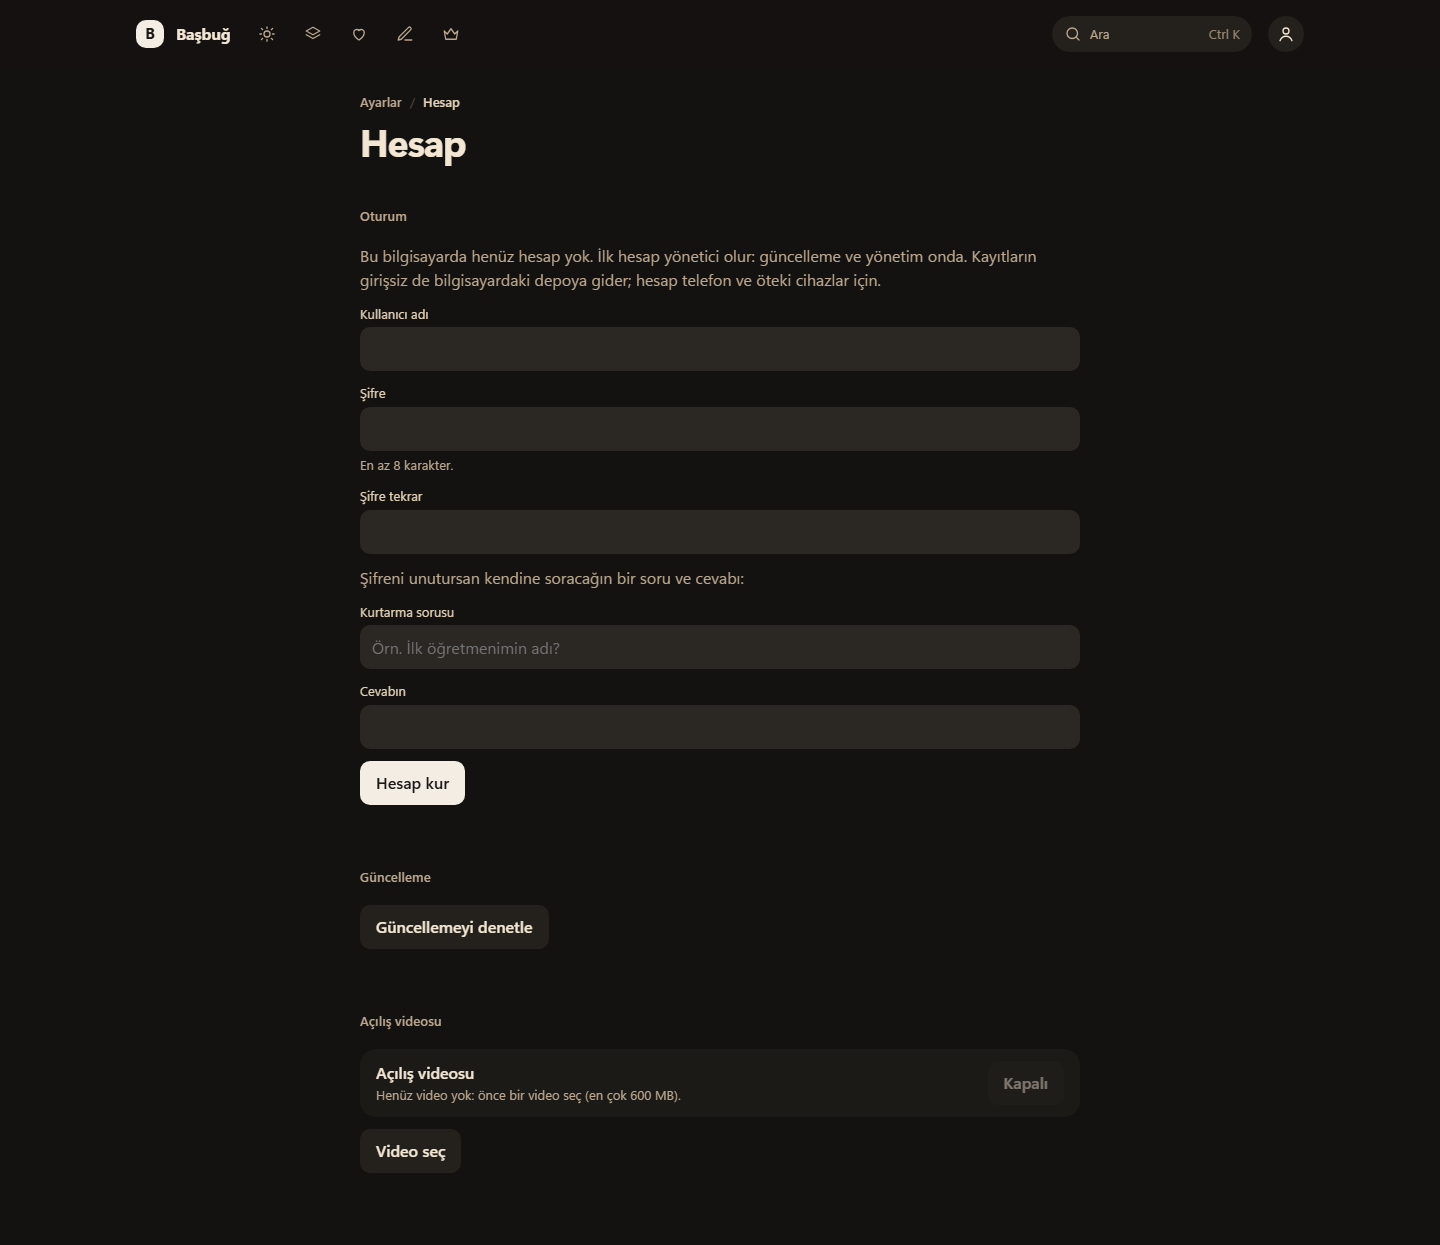 B Başbuğ
Ara Ctrl K
Ayarlar / Hesap
Hesap
Oturum
Bu bilgisayarda henüz hesap yok. İlk hesap yönetici olur: güncelleme ve yönetim onda. Kayıtların
girişsiz de bilgisayardaki depoya gider; hesap telefon ve öteki cihazlar için.
Kullanıcı adı
Şifre
En az 8 karakter.
Şifre tekrar
Şifreni unutursan kendine soracağın bir soru ve cevabı:
Kurtarma sorusu
Örn. İlk öğretmenimin adı?
Cevabın
Hesap kur
Güncelleme
Güncellemeyi denetle
Açılış videosu
Açılış videosu
Henüz video yok: önce bir video seç (en çok 600 MB).
Kapalı
Video seç